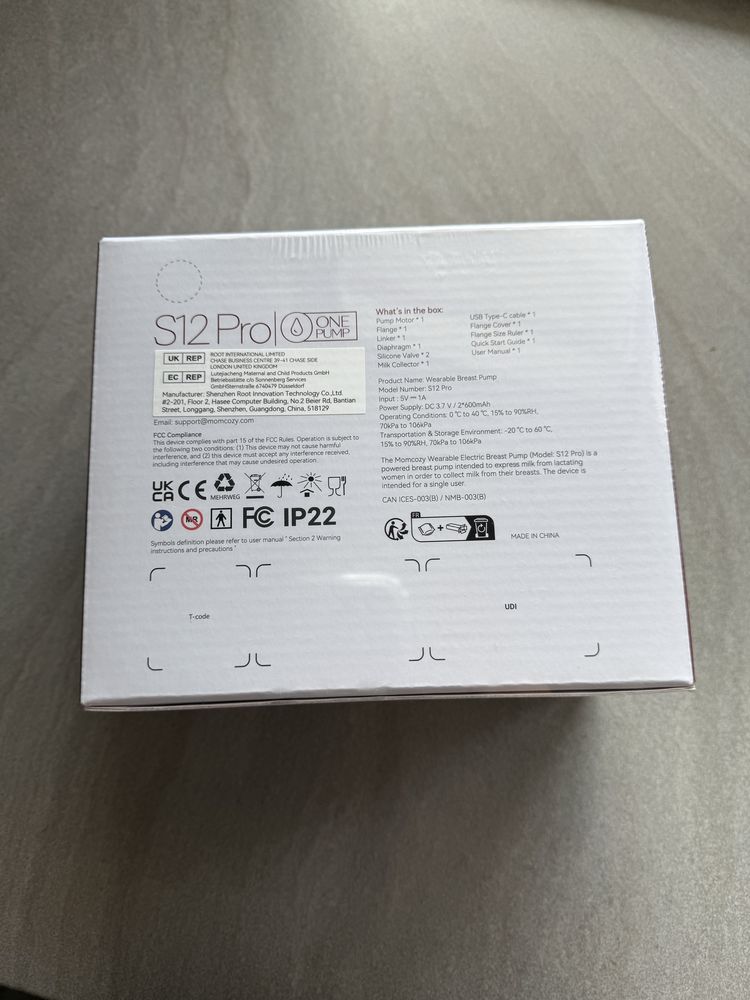 S12 Pro
ONE
PUMP
UK REP
ROOT INTERNATIONAL LIMITED
CHASE BUSINESS CENTRE 39-41 CHASE SIDE
LONDON UNITED KINGDOM
EC REP
Lutejiacheng Maternal and Child Products GmbH
Betriebsstätte c/o Sonnenberg Services
GmbHSternstraße 6740479 Düsseldorf
Manufacturer: Shenzhen Root Innovation Technology Co.,Ltd.
#2-201, Floor 2, Hasee Computer Building, No.2 Beier Rd, Bantian
Street, Longgang, Shenzhen, Guangdong, China, 518129
Email: support@momcozy.com
FCC Compliance
This device complies with part 15 of the FCC Rules. Operation is subject to
the following two conditions: (1) This device may not cause harmful
interference, and (2) this device must accept any interference received,
including interference that may cause undesired operation.
UK
CA
CE
MEHRWEG
MR
FC
IP22
Symbols definition please refer to user manual " Section 2 Warning
instructions and precautions "
What's in the box:
Pump Motor * 1
Flange * 1
Linker * 1
Diaphragm * 1
Silicone Valve * 2
Milk Collector * 1
USB Type-C cable * 1
Flange Cover * 1
Flange Size Ruler * 1
Quick Start Guide * 1
User Manual * 1
Product Name: Wearable Breast Pump
Model Number: S12 Pro
Input : 5V ⎓ 1A
Power Supply: DC 3.7 V / 2*600mAh
Operating Conditions: 0 °C to 40 °C, 15% to 90%RH,
70kPa to 106kPa
Transportation & Storage Environment: -20 °C to 60 °C,
15% to 90%RH, 70kPa to 106kPa
The Momcozy Wearable Electric Breast Pump (Model: S12 Pro) is a
powered breast pump intended to express milk from lactating
women in order to collect milk from their breasts. The device is
intended for a single user.
CAN ICES-003(B) / NMB-003(B)
FR
MADE IN CHINA
T-code
UDI